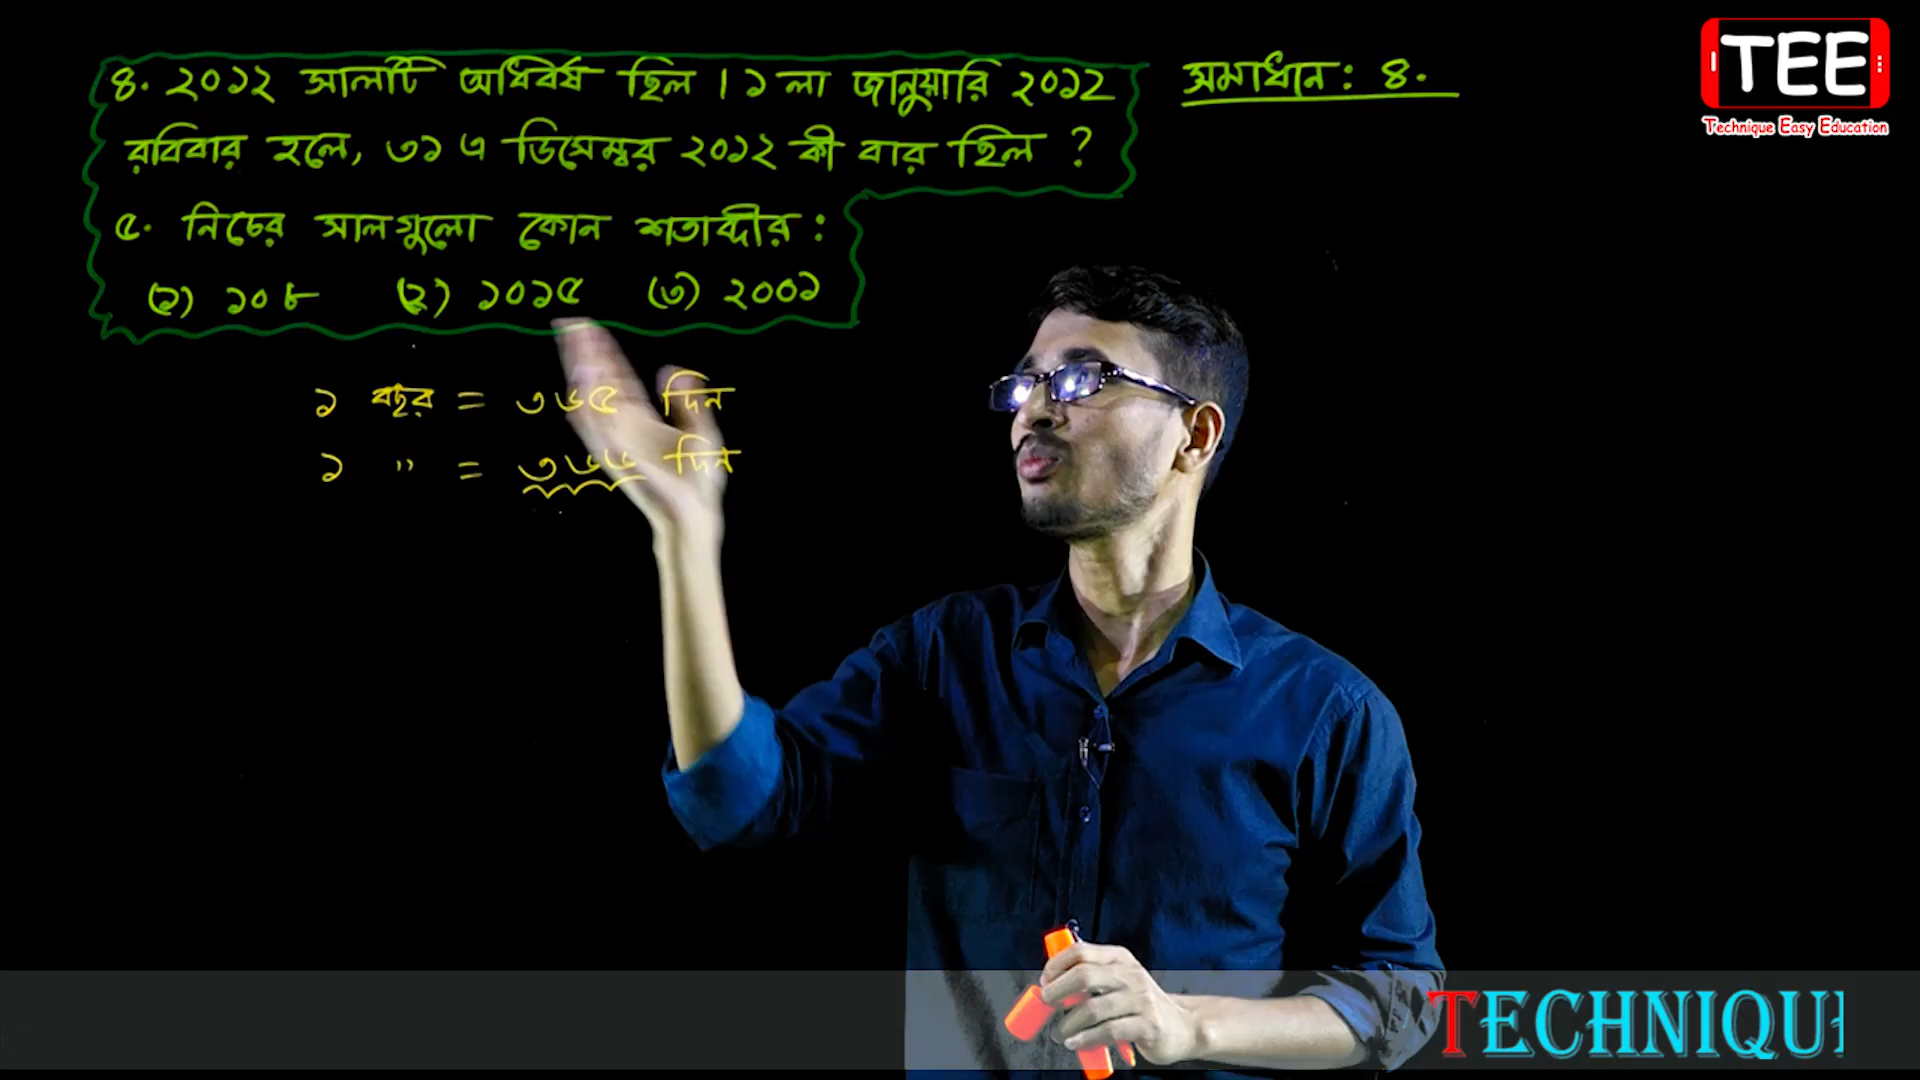 ৪. ২০১২ সালটি অধিবর্ষ ছিল। ১ লা জানুয়ারি ২০১২
রবিবার হলে, ৩১ এ ডিসেম্বর ২০১২ কী বার ছিল ?
৫. নিচের সালগুলো কোন শতাব্দীর :
(১) ১০৮ (২) ১০১৫ (৩) ২০০১
১ বছর = ৩৬৫ দিন
১ " = ৩৬৬ দিন
সমাধান : ৪.
TEE
Technique Easy Education
TECHNIQU